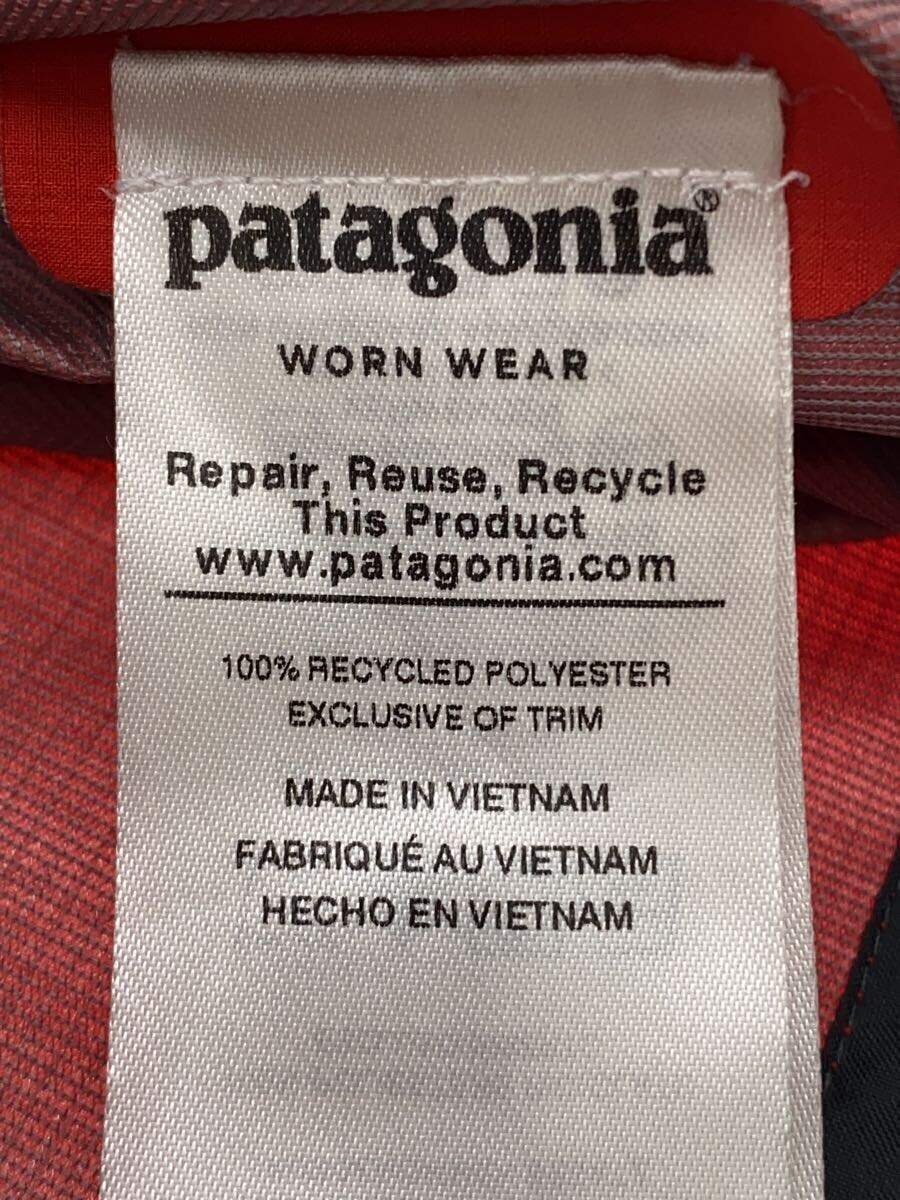 patagonia®
WORN WEAR
Repair, Reuse, Recycle
This Product
www.patagonia.com
100% RECYCLED POLYESTER
EXCLUSIVE OF TRIM
MADE IN VIETNAM
FABRIQUÉ AU VIETNAM
HECHO EN VIETNAM